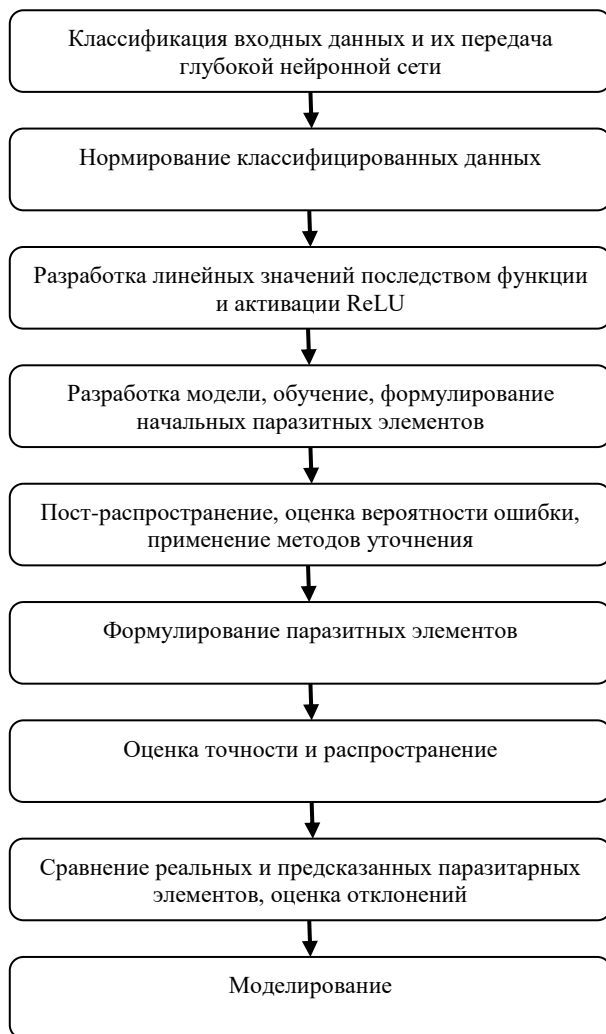 Классификация входных данных и их передача
глубокой нейронной сети
Нормирование классифицированных данных
Разработка линейных значений последством функции
и активации ReLU
Разработка модели, обучение, формулирование
начальных паразитных элементов
Пост-распространение, оценка вероятности ошибки,
применение методов уточнения
Формулирование паразитных элементов
Оценка точности и распространение
Сравнение реальных и предсказанных паразитарных
элементов, оценка отклонений
Моделирование